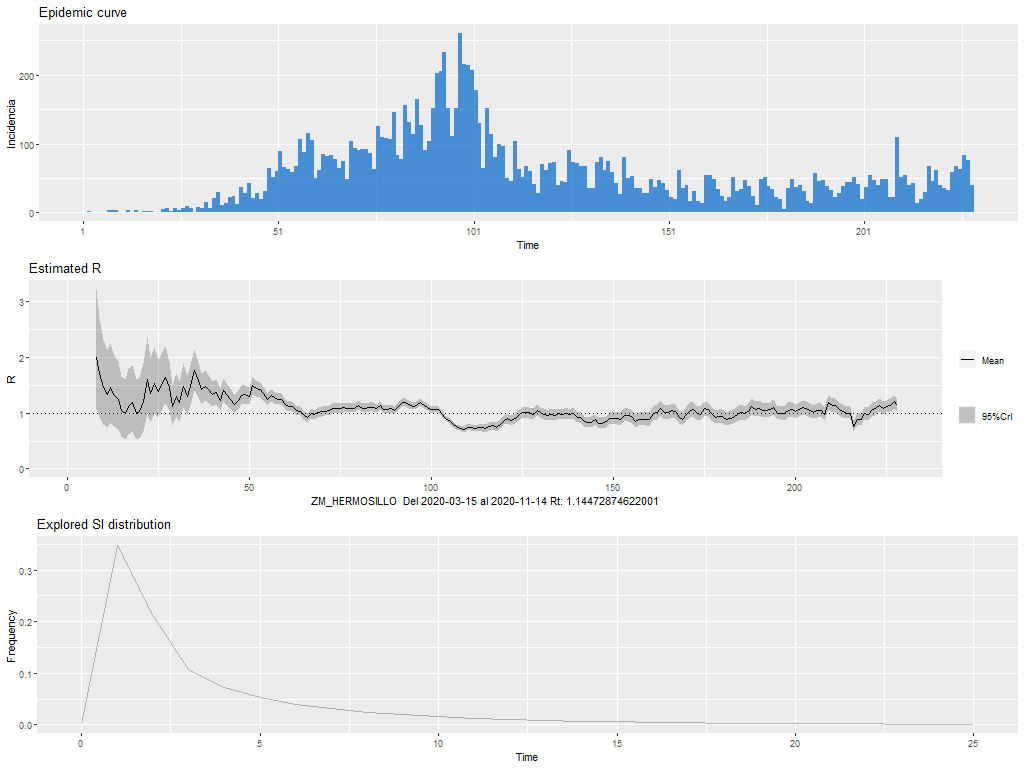 Epidemic curve
Incidencia
200
100
0
1 51 101 151 201
Time
Estimated R
R
3
2
1
0
Mean
95%CrI
0 50 100 150 200
ZM_HERMOSILLO Del 2020-03-15 al 2020-11-14 Rt: 1.14472874622001
Explored SI distribution
Frequency
0.3
0.2
0.1
0.0
0 5 10 15 20 25
Time